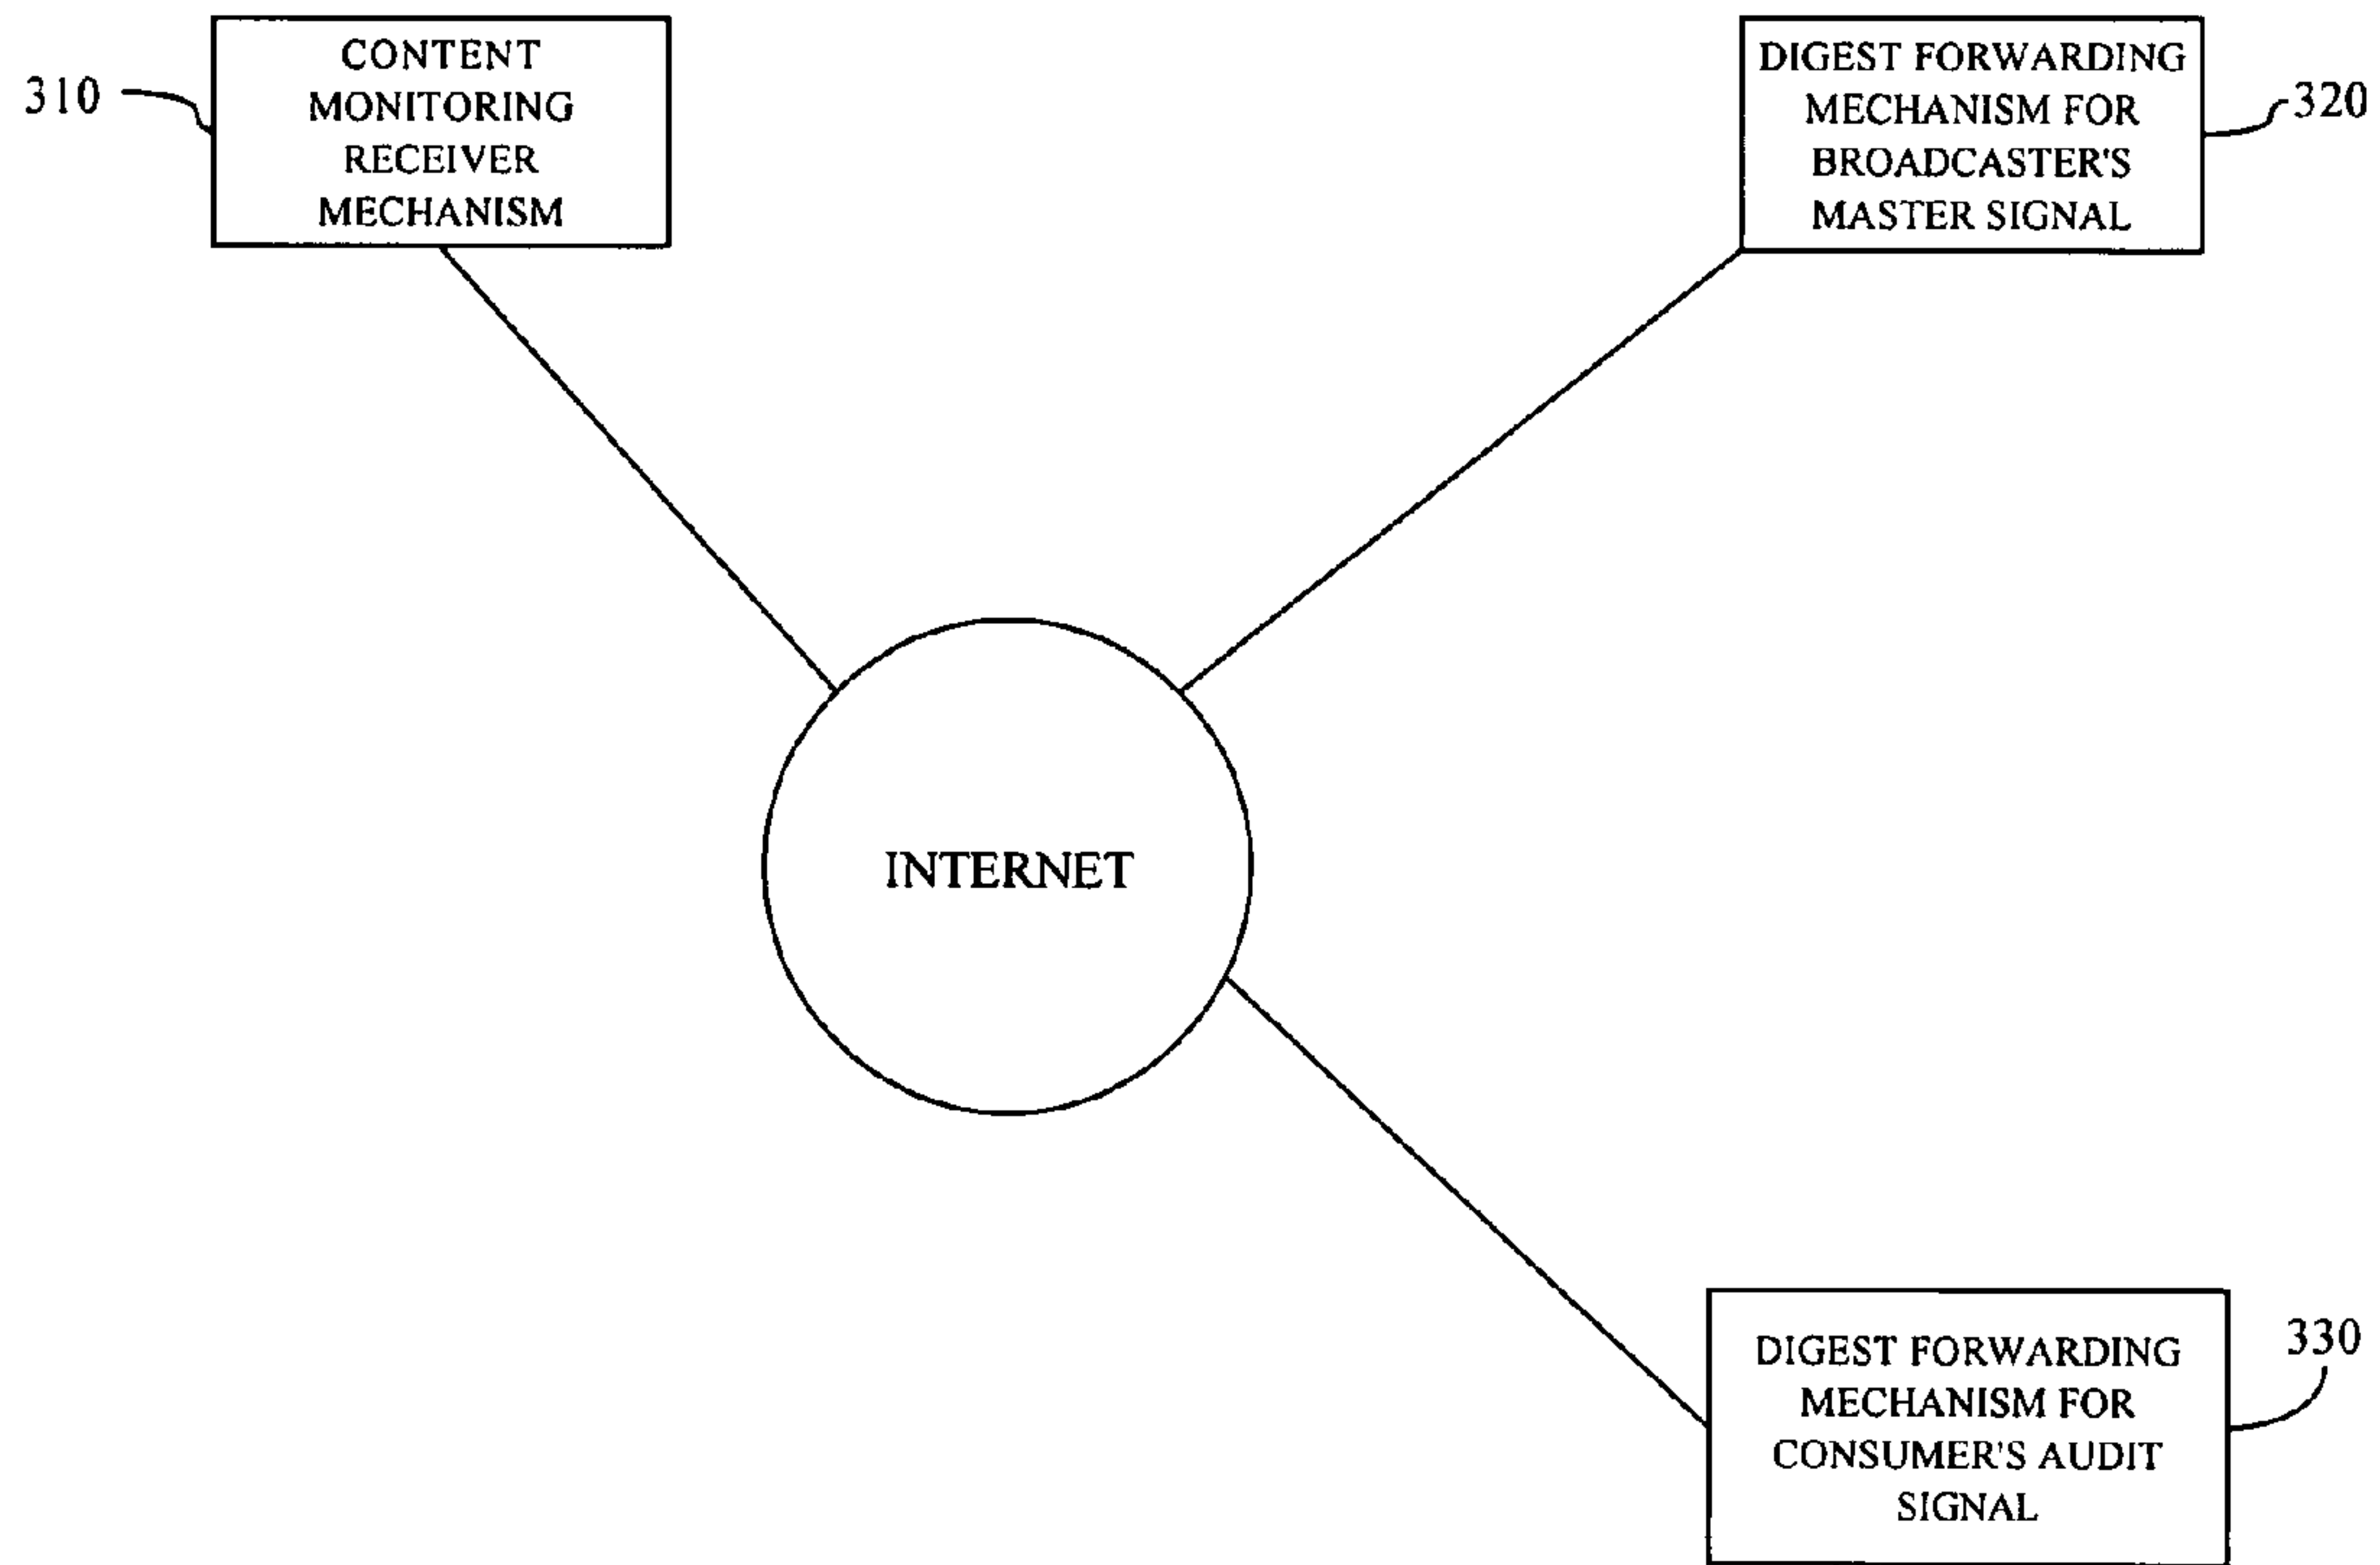 310
CONTENT
MONITORING
RECEIVER
MECHANISM
DIGEST FORWARDING
MECHANISM FOR
BROADCASTER'S
MASTER SIGNAL
320
INTERNET
330
DIGEST FORWARDING
MECHANISM FOR
CONSUMER'S AUDIT
SIGNAL